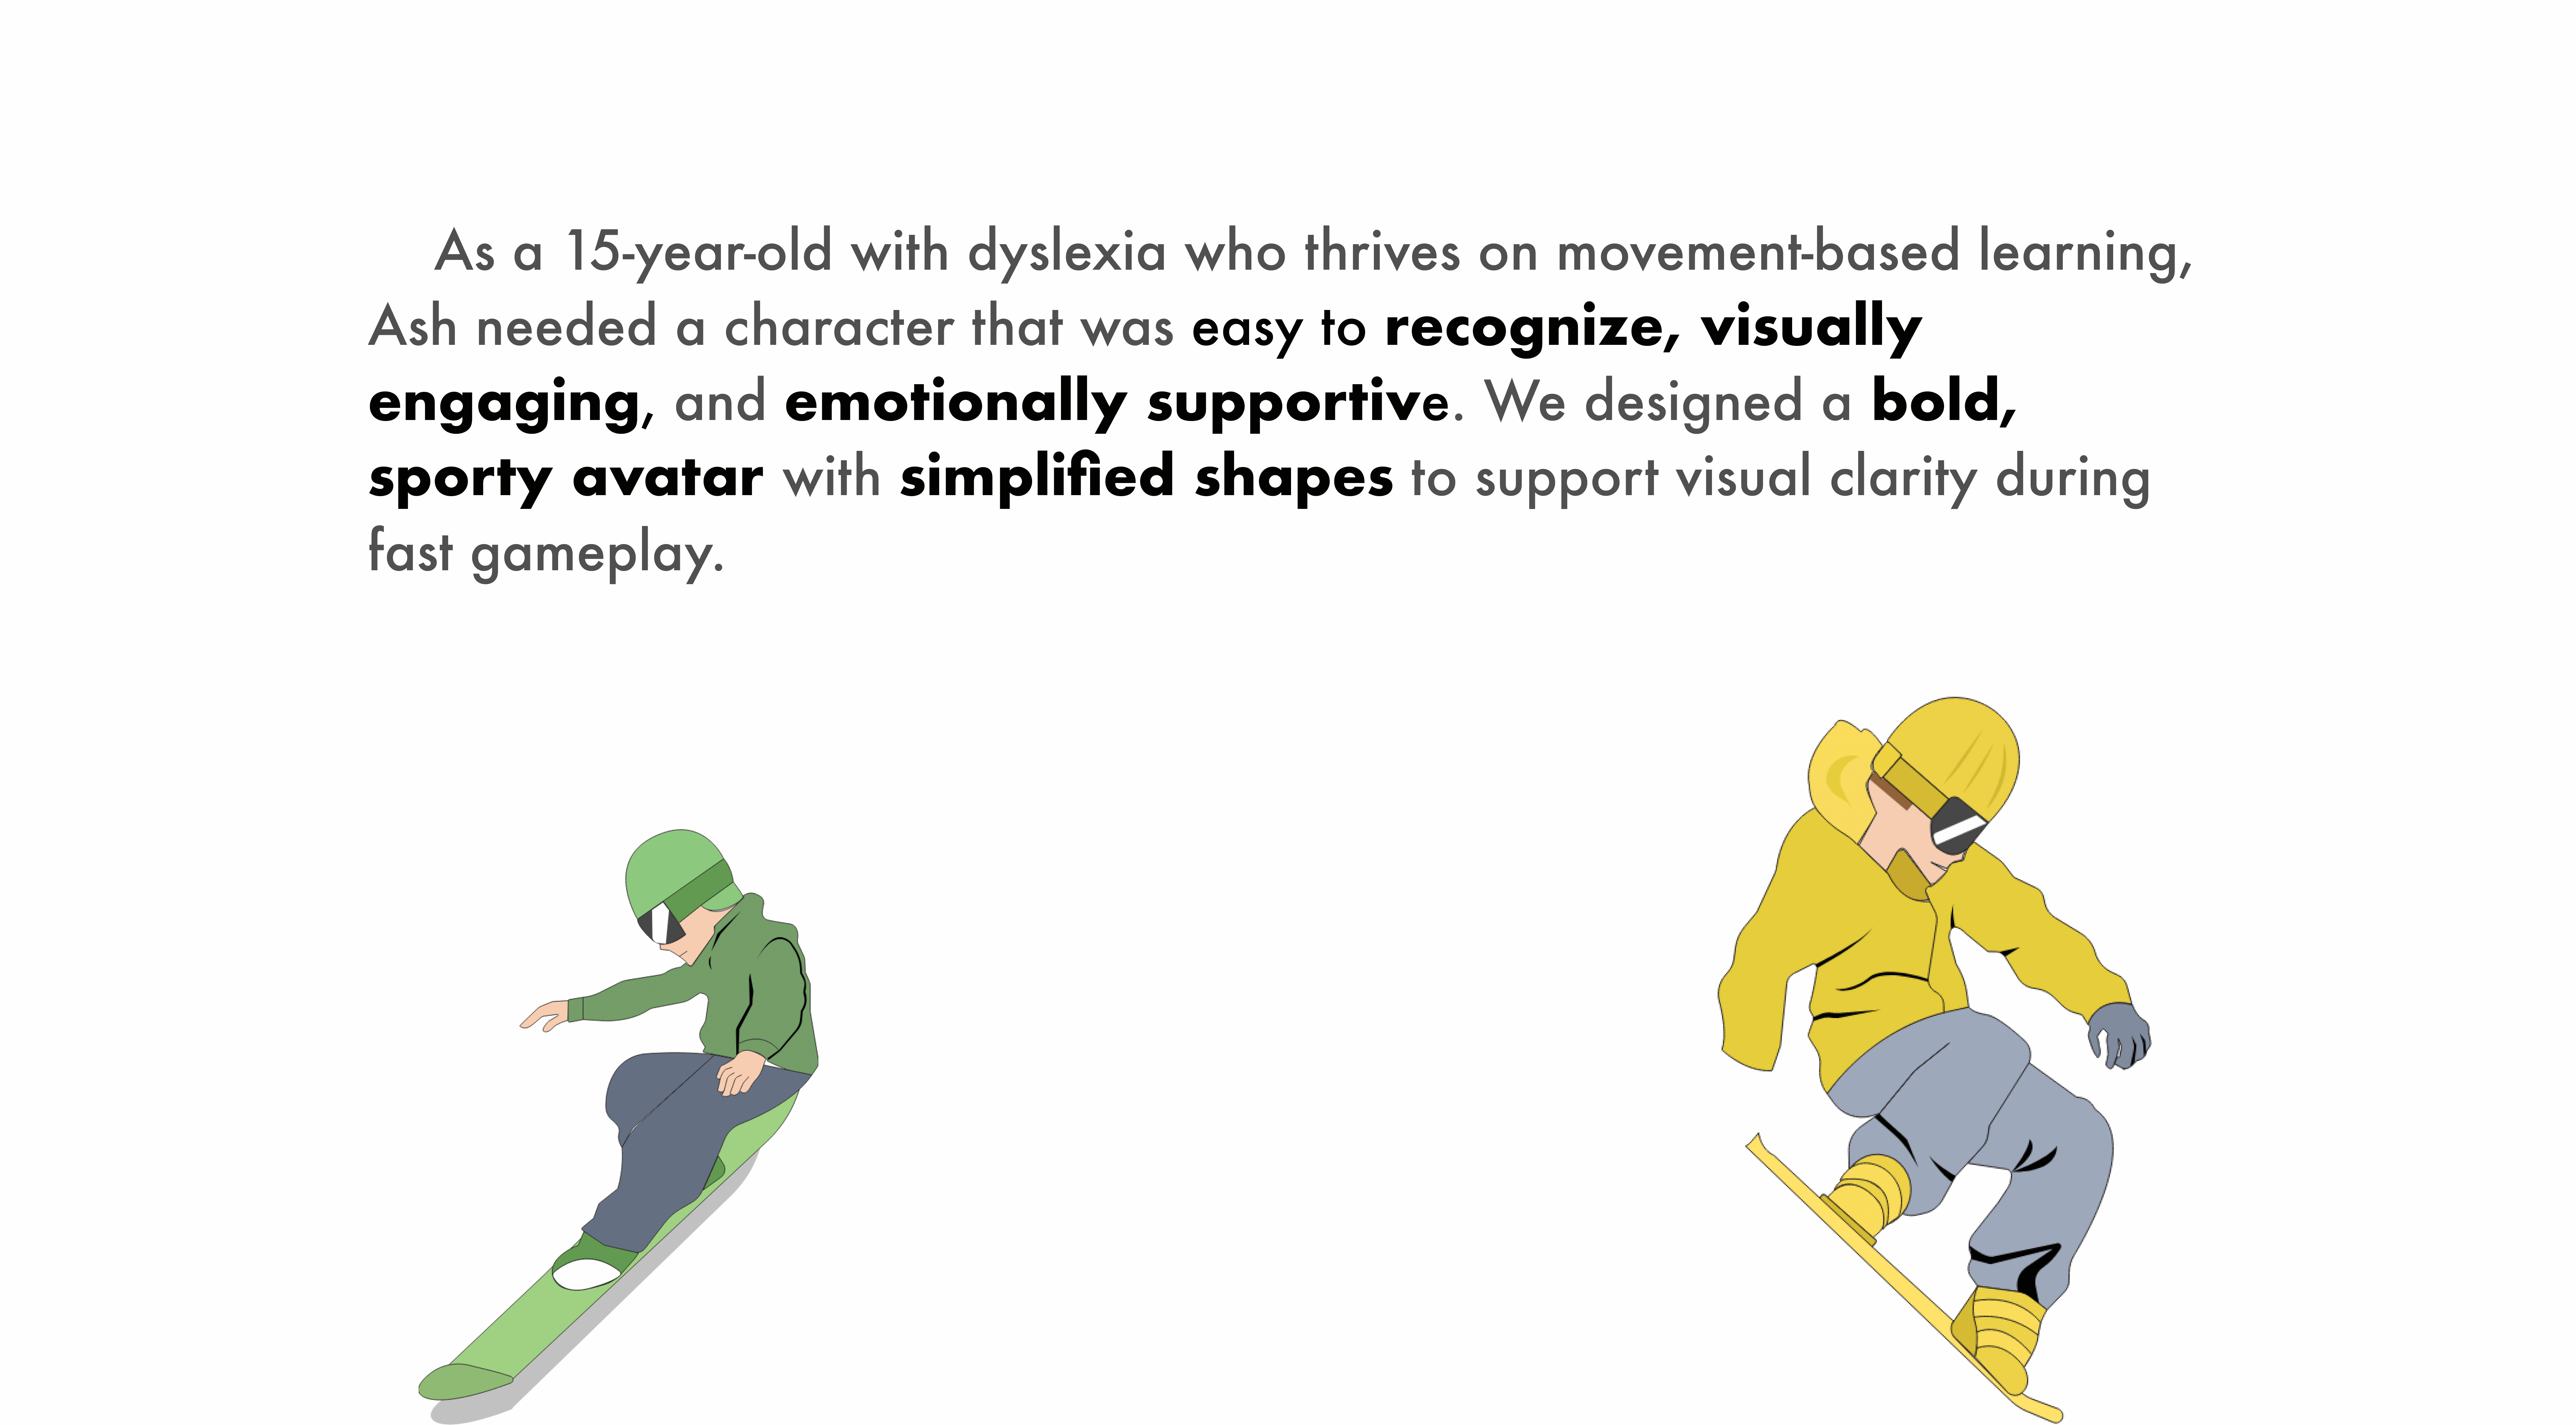 As a 15-year-old with dyslexia who thrives on movement-based learning,
Ash needed a character that was easy to recognize, visually
engaging, and emotionally supportive. We designed a bold,
sporty avatar with simplified shapes to support visual clarity during
fast gameplay.